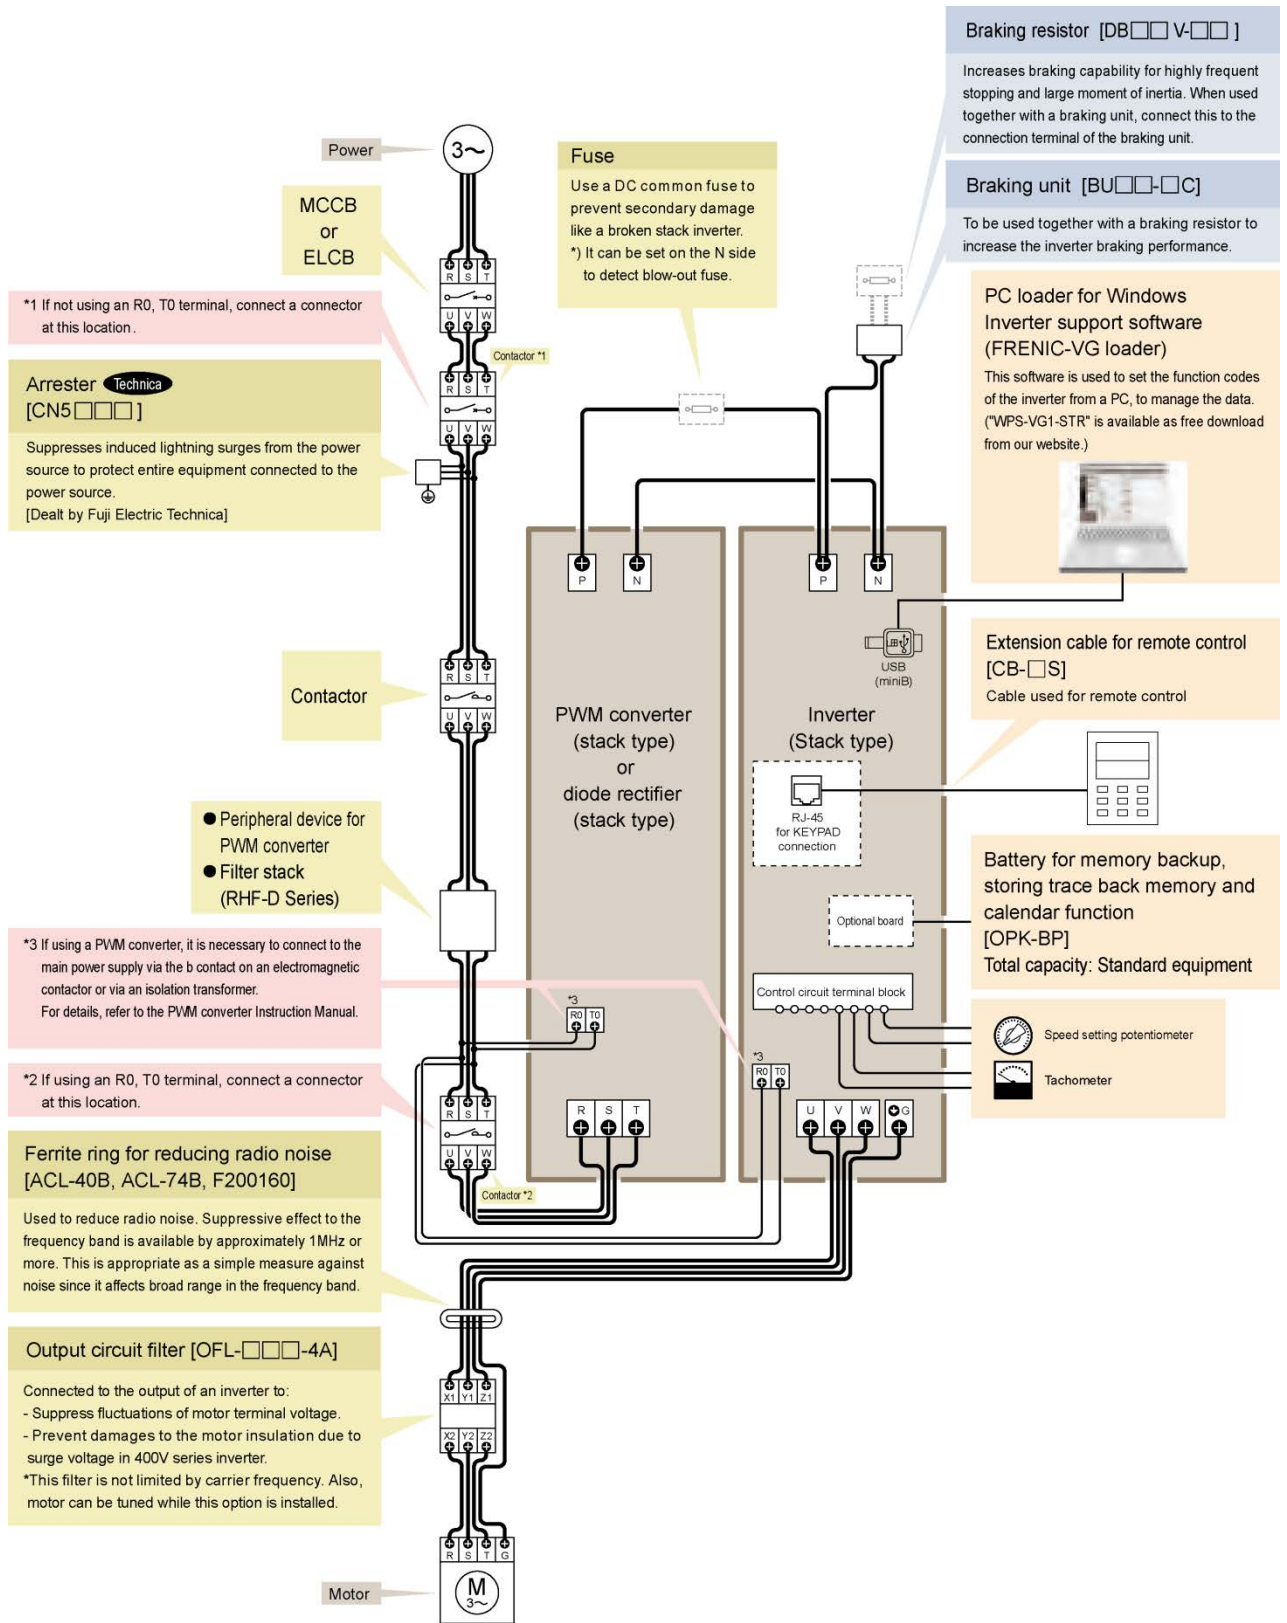 Braking resistor [DB□□ V-□□ ]
Increases braking capability for highly frequent
stopping and large moment of inertia. When used
together with a braking unit, connect this to the
connection terminal of the braking unit.
Braking unit [BU□□-□C]
To be used together with a braking resistor to
increase the inverter braking performance.
Power
3~
MCCB
or
ELCB
R S T
U V W
Fuse
Use a DC common fuse to
prevent secondary damage
like a broken stack inverter.
*) It can be set on the N side
to detect blow-out fuse.
PC loader for Windows
Inverter support software
(FRENIC-VG loader)
This software is used to set the function codes
of the inverter from a PC, to manage the data.
("WPS-VG1-STR" is available as free download
from our website.)
*1 If not using an R0, T0 terminal, connect a connector
at this location.
Contactor *1
R S T
U V W
Arrester Technica
[CN5□□□ ]
Suppresses induced lightning surges from the power
source to protect entire equipment connected to the
power source.
[Dealt by Fuji Electric Technica]
P N
P N
USB
(miniB)
Extension cable for remote control
[CB-□S]
Cable used for remote control
Contactor
R S T
U V W
PWM converter
(stack type)
or
diode rectifier
(stack type)
Inverter
(Stack type)
RJ-45
for KEYPAD
connection
● Peripheral device for
PWM converter
● Filter stack
(RHF-D Series)
Battery for memory backup,
storing trace back memory and
calendar function
[OPK-BP]
Total capacity: Standard equipment
Optional board
*3 If using a PWM converter, it is necessary to connect to the
main power supply via the b contact on an electromagnetic
contactor or via an isolation transformer.
For details, refer to the PWM converter Instruction Manual.
Control circuit terminal block
*3
R0 T0
Speed setting potentiometer
Tachometer
*3
R0 T0
*2 If using an R0, T0 terminal, connect a connector
at this location.
R S T
U V W
Contactor *2
R S T
U V W G
Ferrite ring for reducing radio noise
[ACL-40B, ACL-74B, F200160]
Used to reduce radio noise. Suppressive effect to the
frequency band is available by approximately 1MHz or
more. This is appropriate as a simple measure against
noise since it affects broad range in the frequency band.
Output circuit filter [OFL-□□□-4A]
Connected to the output of an inverter to:
- Suppress fluctuations of motor terminal voltage.
- Prevent damages to the motor insulation due to
surge voltage in 400V series inverter.
*This filter is not limited by carrier frequency. Also,
motor can be tuned while this option is installed.
X1 Y1 Z1
X2 Y2 Z2
R S T G
Motor
M
3~